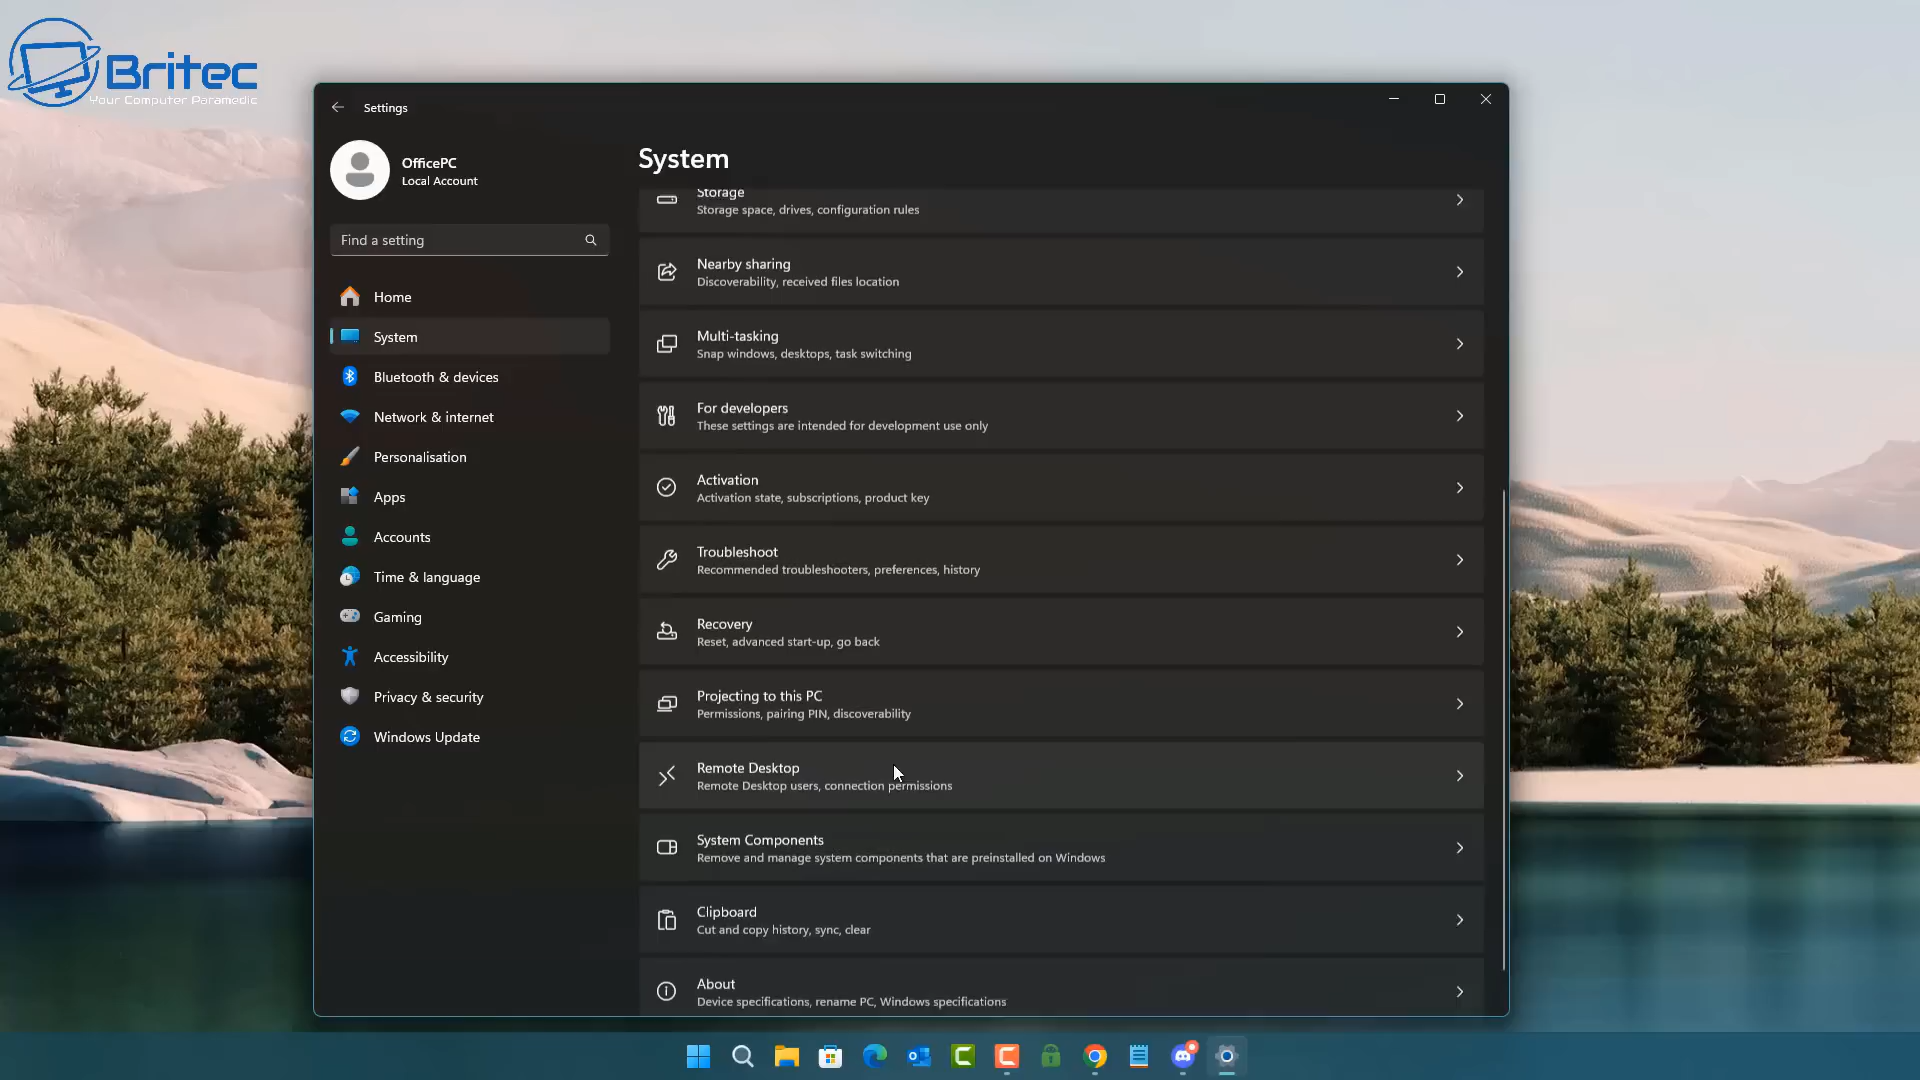 Britec
Your Computer Paramedic
Settings
OfficePC
Local Account
Find a setting
Home
System
Bluetooth & devices
Network & internet
Personalisation
Apps
Accounts
Time & language
Gaming
Accessibility
Privacy & security
Windows Update
System
Storage
Storage space, drives, configuration rules
Nearby sharing
Discoverability, received files location
Multi-tasking
Snap windows, desktops, task switching
For developers
These settings are intended for development use only
Activation
Activation state, subscriptions, product key
Troubleshoot
Recommended troubleshooters, preferences, history
Recovery
Reset, advanced start-up, go back
Projecting to this PC
Permissions, pairing PIN, discoverability
Remote Desktop
Remote Desktop users, connection permissions
System Components
Remove and manage system components that are preinstalled on Windows
Clipboard
Cut and copy history, sync, clear
About
Device specifications, rename PC, Windows specifications